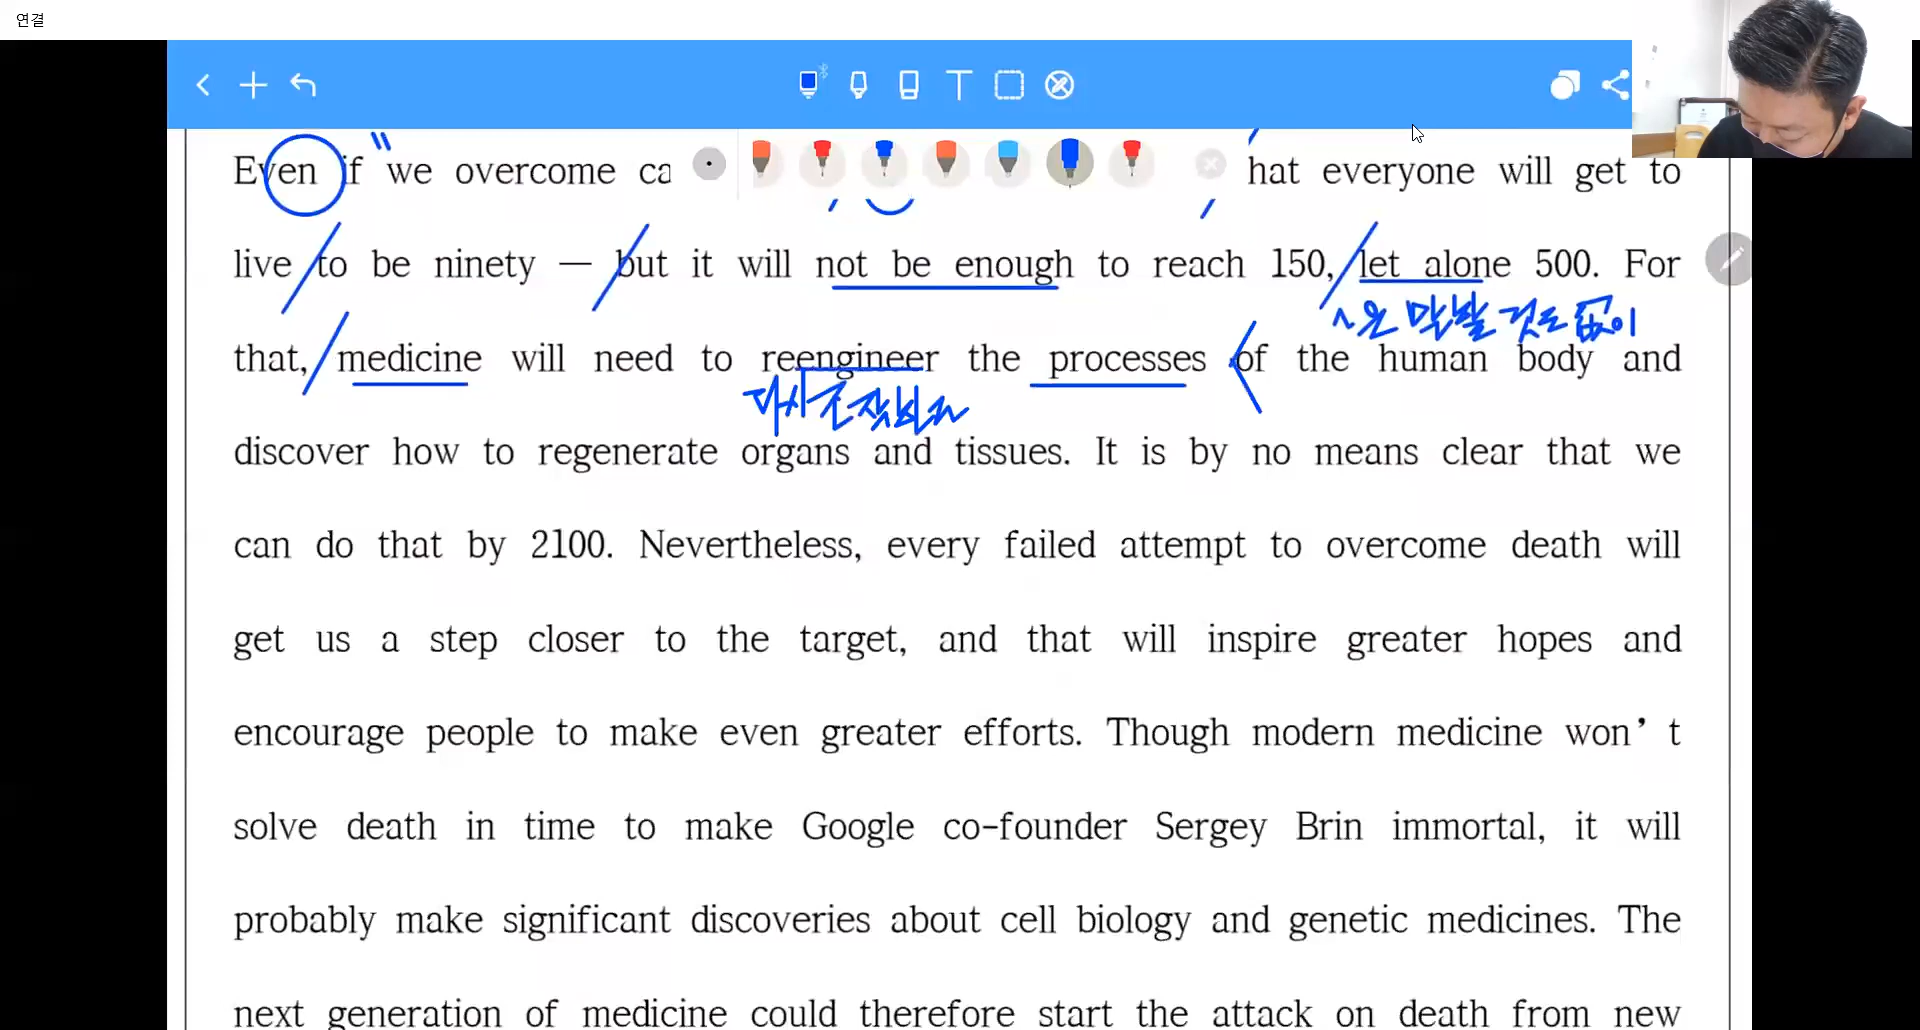 연결
Even if we overcome ca hat everyone will get to
live to be ninety — but it will not be enough to reach 150, let alone 500. For
~은 말할 것도 없이
that, medicine will need to reengineer the processes of the human body and
다시
discover how to regenerate organs and tissues. It is by no means clear that we
can do that by 2100. Nevertheless, every failed attempt to overcome death will
get us a step closer to the target, and that will inspire greater hopes and
encourage people to make even greater efforts. Though modern medicine won’ t
solve death in time to make Google co-founder Sergey Brin immortal, it will
probably make significant discoveries about cell biology and genetic medicines. The
next generation of medicine could therefore start the attack on death from new